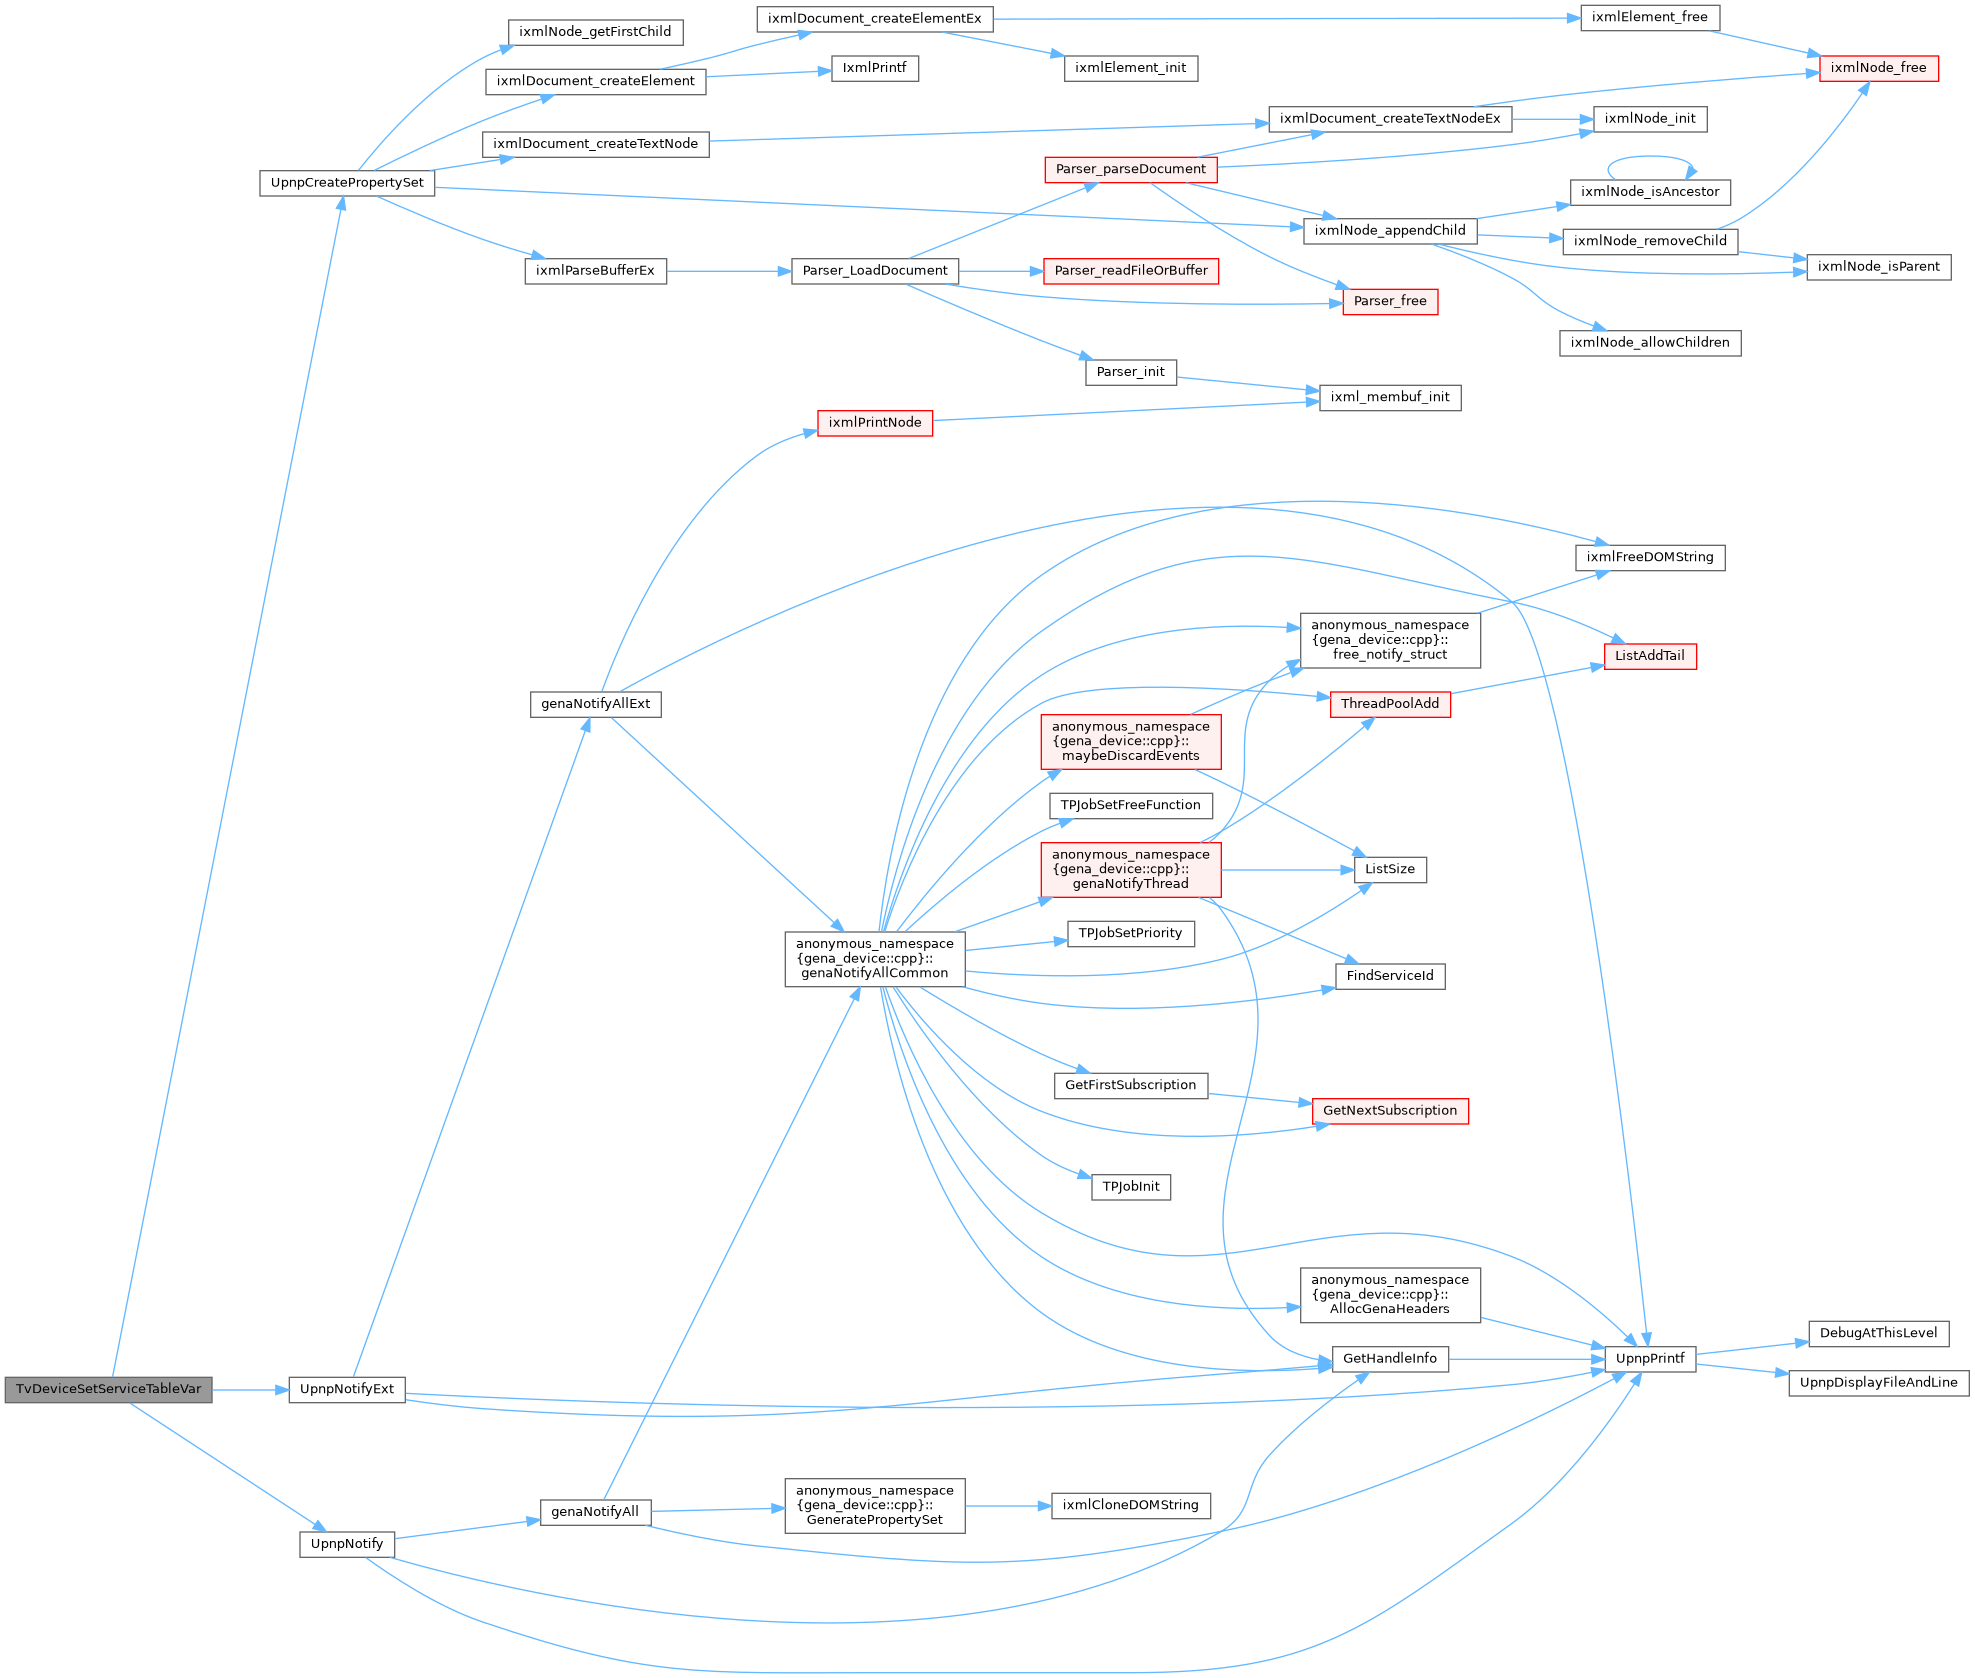 ixmlDocument_createElementEx
ixmlElement_free
ixmlNode_getFirstChild
IxmlPrintf
ixmlElement_init
ixmlNode_free
ixmlDocument_createElement
ixmlDocument_createTextNodeEx
ixmlNode_init
ixmlDocument_createTextNode
Parser_parseDocument
UpnpCreatePropertySet
ixmlNode_isAncestor
ixmlNode_appendChild
ixmlNode_removeChild
ixmlNode_isParent
ixmlParseBufferEx
Parser_LoadDocument
Parser_readFileOrBuffer
Parser_free
ixmlNode_allowChildren
Parser_init
ixml_membuf_init
ixmlPrintNode
ixmlFreeDOMString
anonymous_namespace
{gena_device::cpp}::
free_notify_struct
ListAddTail
genaNotifyAllExt
ThreadPoolAdd
anonymous_namespace
{gena_device::cpp}::
maybeDiscardEvents
TPJobSetFreeFunction
anonymous_namespace
{gena_device::cpp}::
genaNotifyThread
ListSize
TPJobSetPriority
anonymous_namespace
{gena_device::cpp}::
genaNotifyAllCommon
FindServiceId
GetFirstSubscription
GetNextSubscription
TPJobInit
anonymous_namespace
{gena_device::cpp}::
AllocGenaHeaders
DebugAtThisLevel
GetHandleInfo
UpnpPrintf
UpnpDisplayFileAndLine
TvDeviceSetServiceTableVar
UpnpNotifyExt
anonymous_namespace
{gena_device::cpp}::
GeneratePropertySet
ixmlCloneDOMString
genaNotifyAll
UpnpNotify